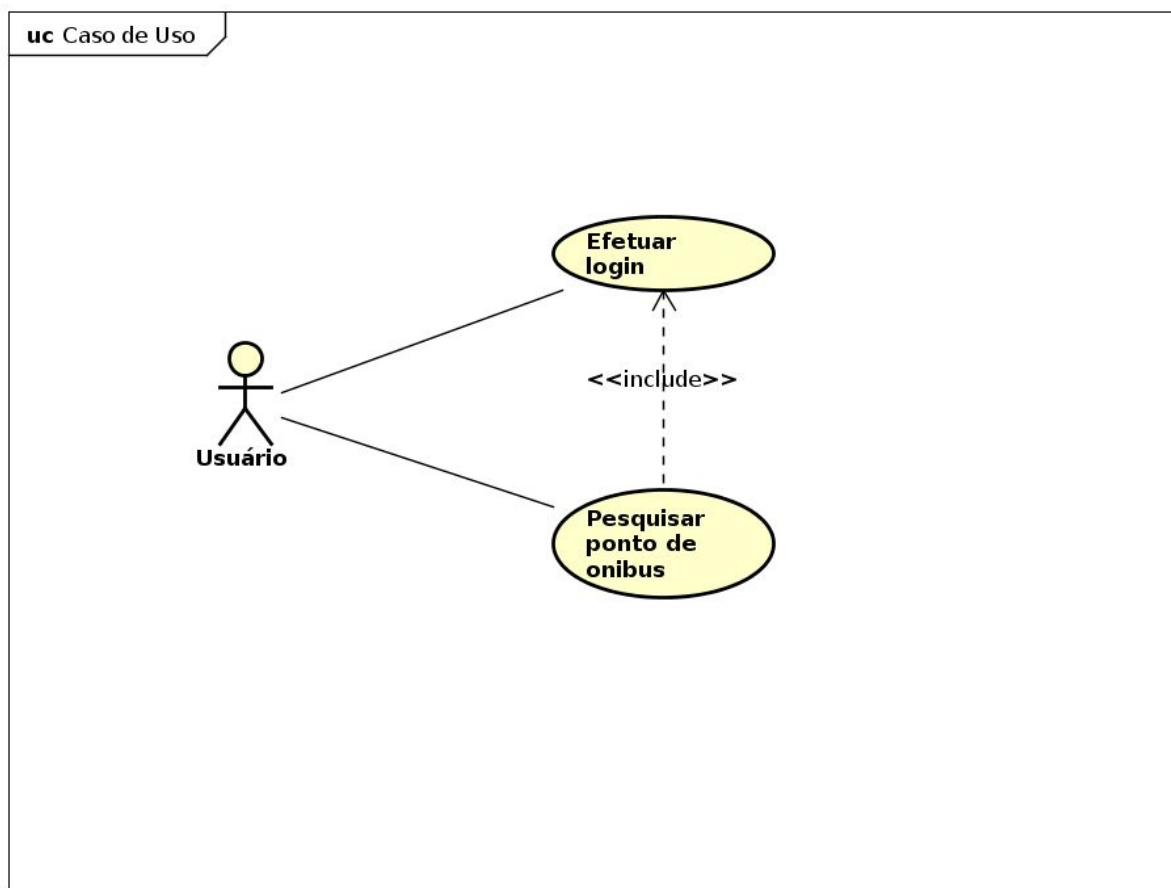 uc Caso de Uso
Efetuar
login
<<include>>
Usuário
Pesquisar
ponto de
onibus